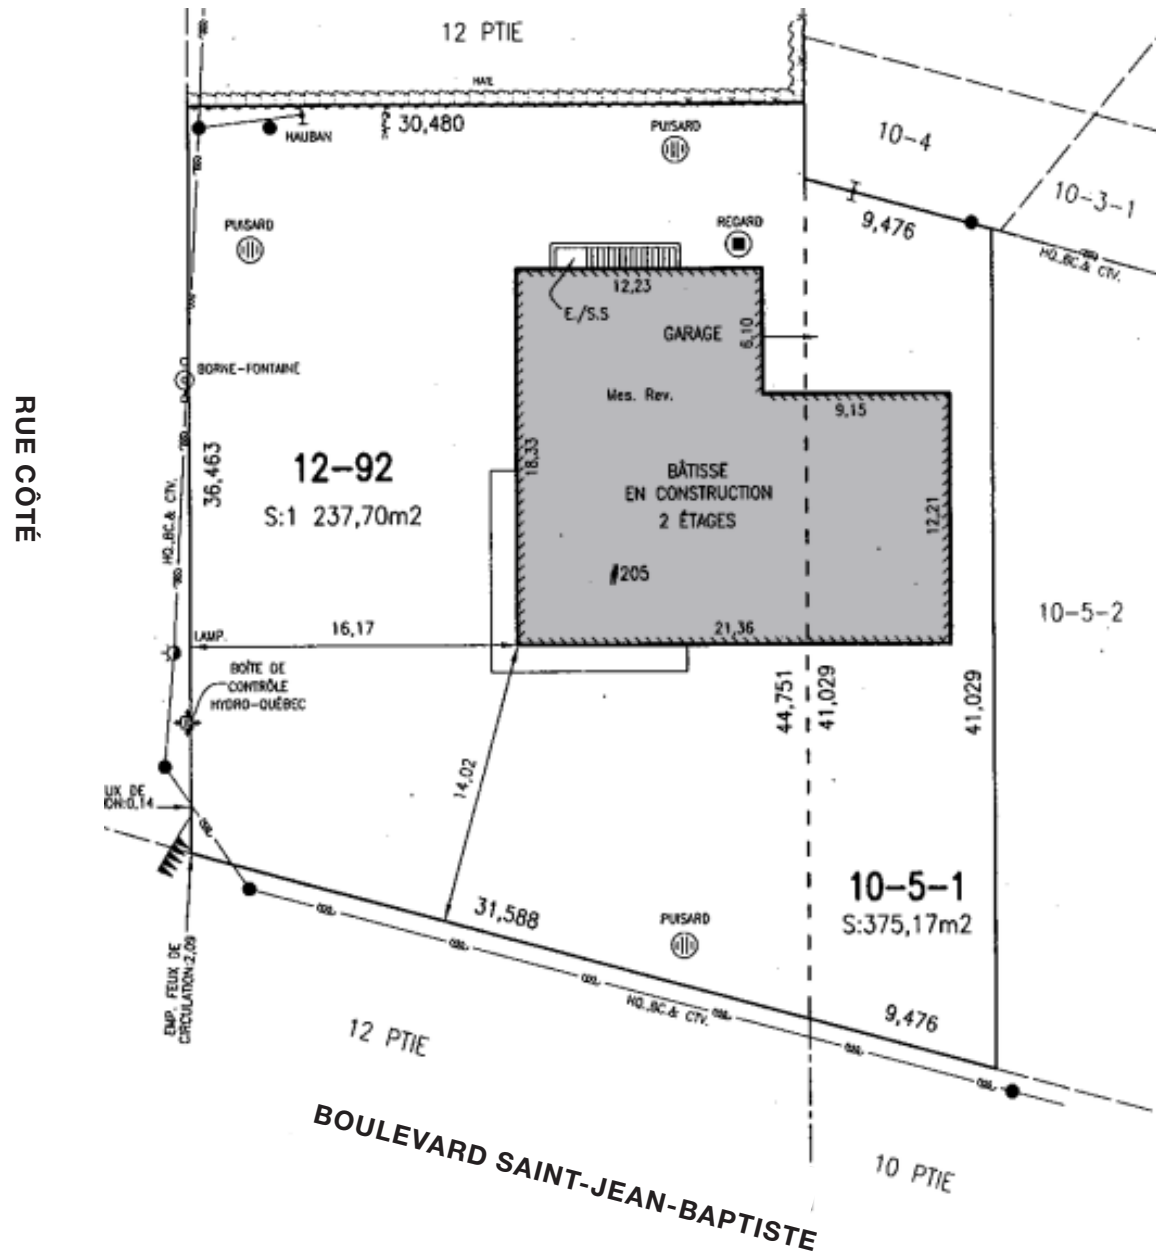 12 PTIE
HAIE
30,480
HAUBAN
PUISARD
10-4
10-3-1
9,476
HQ.,BC.& CTV.
PUISARD
REGARD
12,23
E./S.S
GARAGE
6,10
BORNE-FONTAINE
Mes. Rev.
9,15
RUE CÔTÉ
36,463
12-92
S:1 237,70m2
18,33
BÂTISSE
EN CONSTRUCTION
2 ÉTAGES
12,21
HQ.,BC.& CTV.
#205
10-5-2
LAMP.
16,17
21,36
BOÎTE DE
CONTRÔLE
HYDRO-QUÉBEC
44,751
41,029
41,029
14,02
UX DE
ON:0,14
10-5-1
S:375,17m2
31,588
PUISARD
EMP. FEUX DE
CIRCULATION:2,09
HQ.,BC.& CTV.
9,476
12 PTIE
BOULEVARD SAINT-JEAN-BAPTISTE
10 PTIE